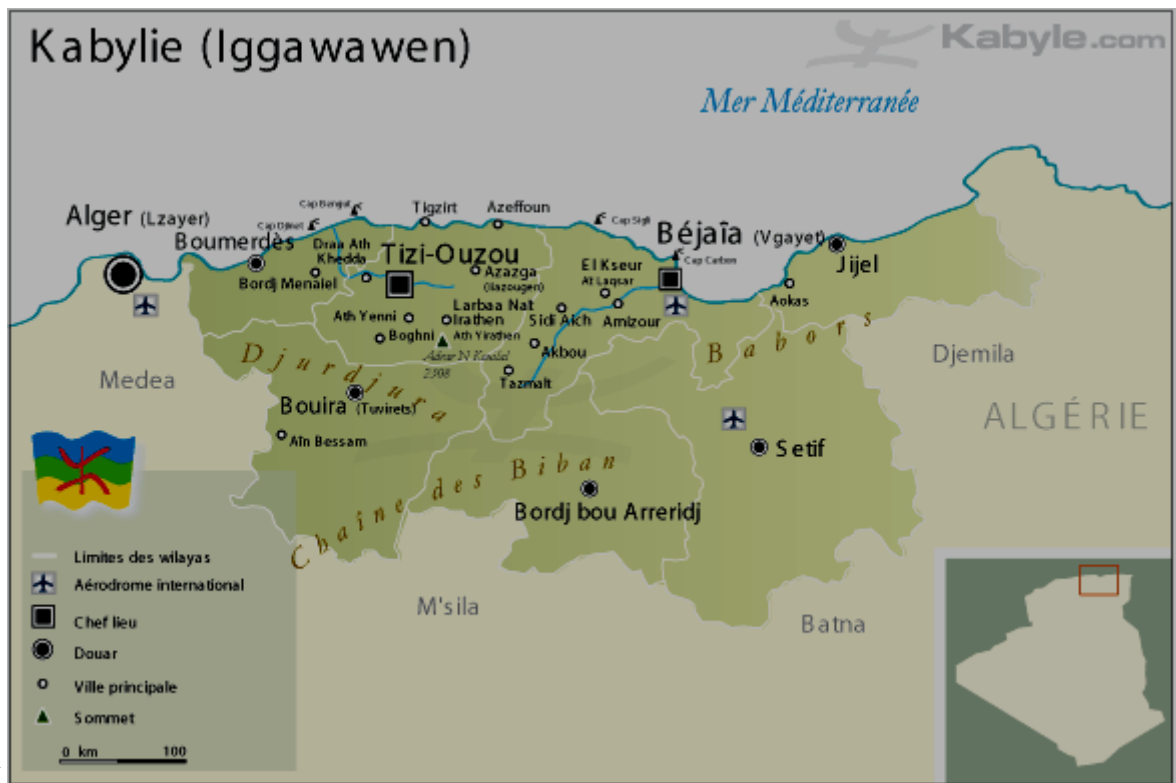 Kabylie (Iggawawen)
Kabyle.com
Mer Méditerranée
Cap Bengut
Tigzirt
Azeffoun
Cap Sigli
Alger (Lzayer)
Cap Djinet
Boumerdès
Béjaîa (Vgayet)
Draa Ath
Khedda
Tizi-Ouzou
Cap Carbon
Jijel
Bordj Menaïel
Azazga
(Iazougen)
El Kseur
At Laqsar
Aokas
Larbaa Nat
Irathen
Ath Yenni
Sidi Aich
Amizour
Boghni
Ath Yirathen
Akbou
Babors
Djemila
Djurdjura
2308
Tazmalt
Medea
Bouira (Tuvirets)
ALGÉRIE
Aïn Bessam
Setif
Chaîne des Biban
Bordj bou Arreridj
M'sila
Batna
Limites des wilayas
Aérodrome international
Chef lieu
Douar
Ville principale
Sommet
0 km 100